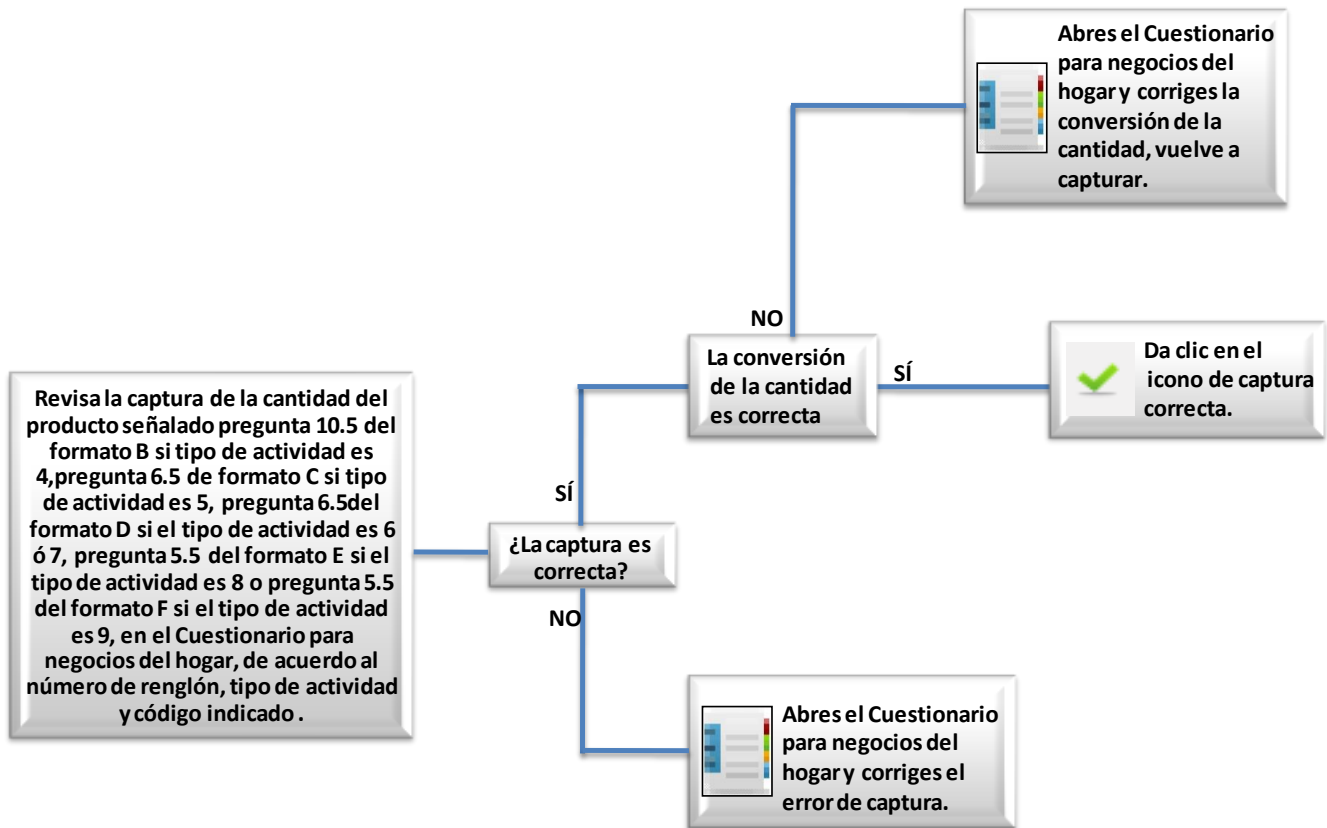 Revisa la captura de la cantidad del
producto señalado pregunta 10.5 del
formato B si tipo de actividad es
4,pregunta 6.5 de formato C si tipo
de actividad es 5, pregunta 6.5del
formato D si el tipo de actividad es 6
ó 7, pregunta 5.5 del formato E si el
tipo de actividad es 8 o pregunta 5.5
del formato F si el tipo de actividad
es 9, en el Cuestionario para
negocios del hogar, de acuerdo al
número de renglón, tipo de actividad
y código indicado .
¿La captura es
correcta?
SÍ
La conversión
de la cantidad
es correcta
NO
Abres el Cuestionario
para negocios del
hogar y corriges la
conversión de la
cantidad, vuelve a
capturar.
SÍ
Da clic en el
icono de captura
correcta.
NO
Abres el Cuestionario
para negocios del
hogar y corriges el
error de captura.